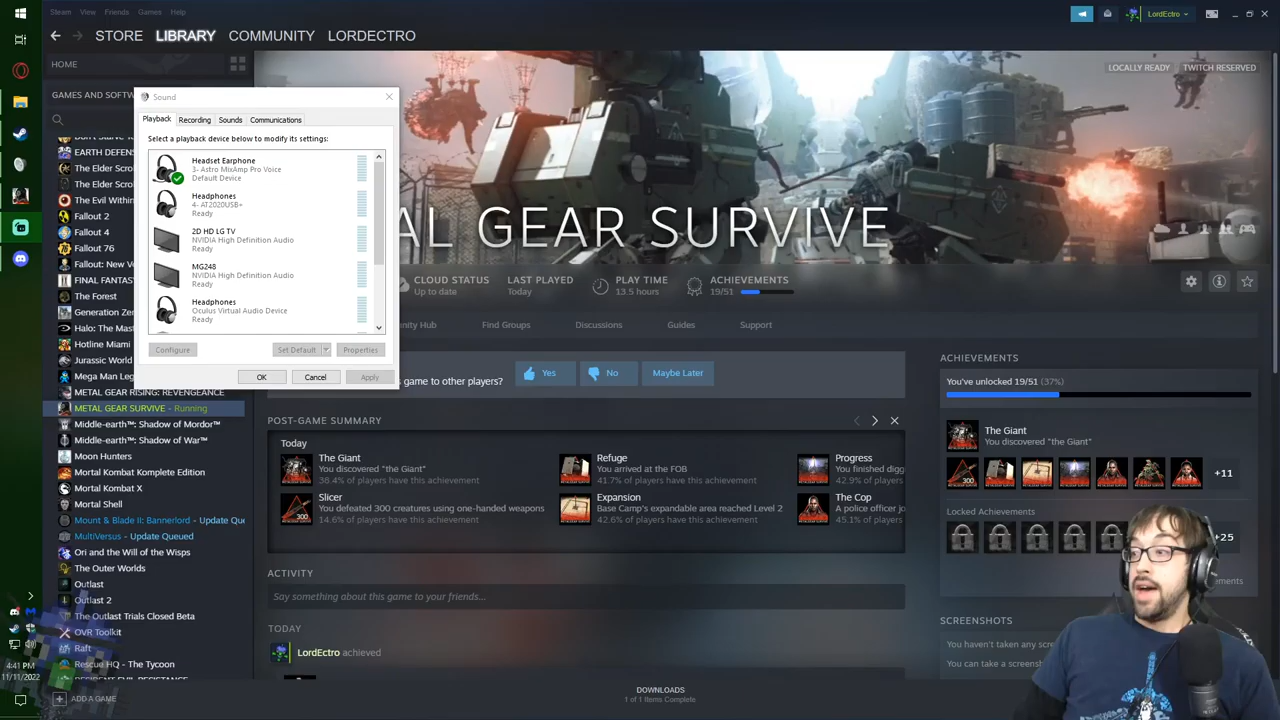 Steam View Friends Games Help
LordEctro
STORE LIBRARY COMMUNITY LORDECTRO
HOME
GAMES AND SOFTW
LOCALLY READY TWITCH RESERVED
Sound
Playback Recording Sounds Communications
Select a playback device below to modify its settings:
Headset Earphone
3- Astro MixAmp Pro Voice
Default Device
Headphones
4- AT2020USB+
Ready
2D HD LG TV
NVIDIA High Definition Audio
Ready
MG248
NVIDIA High Definition Audio
Ready
Headphones
Oculus Virtual Audio Device
Ready
Configure Set Default Properties
OK Cancel Apply
EARTH DEFENS
The Elder Scro
The Elder Scro
The Evil Within
Fallout 2
Fallout 4
Fallout 76
Fallout: New V
FINAL FANTAS
The Forest
Generation Zer
Halo: The Mast
Hotline Miami
Jurassic World
Mega Man Leg
METAL GEAR RISING: REVENGEANCE
METAL GEAR SURVIVE - Running
Middle-earth™: Shadow of Mordor™
Middle-earth™: Shadow of War™
Moon Hunters
Mortal Kombat Komplete Edition
Mortal Kombat X
Mortal Shell
Mount & Blade II: Bannerlord - Update Que
MultiVersus - Update Queued
Ori and the Will of the Wisps
The Outer Worlds
Outlast
Outlast 2
The Outlast Trials Closed Beta
OVR Toolkit
Raft
Rescue HQ - The Tycoon
RESIDENT EVIL RESISTANCE
ADD A GAME
4:41 PM
11/11/2022
AL GEAR SURVIVE
CLOUD STATUS
Up to date
LAST PLAYED
Today
PLAY TIME
13.5 hours
ACHIEVEMENTS
19/51
nity Hub Find Groups Discussions Guides Support
s game to other players?
Yes No Maybe Later
POST-GAME SUMMARY
Today
The Giant
You discovered "the Giant"
38.4% of players have this achievement
Refuge
You arrived at the FOB
41.7% of players have this achievement
Progress
You finished digg
42.9% of players
Slicer
You defeated 300 creatures using one-handed weapons
14.6% of players have this achievement
Expansion
Base Camp's expandable area reached Level 2
42.6% of players have this achievement
The Cop
A police officer jo
45.1% of players
ACTIVITY
Say something about this game to your friends...
TODAY
LordEctro achieved
ACHIEVEMENTS
You've unlocked 19/51 (37%)
The Giant
You discovered "the Giant"
300
+11
Locked Achievements
+25
ements
SCREENSHOTS
You haven't taken any scre
You can take a screensh
DOWNLOADS
1 of 1 Items Complete